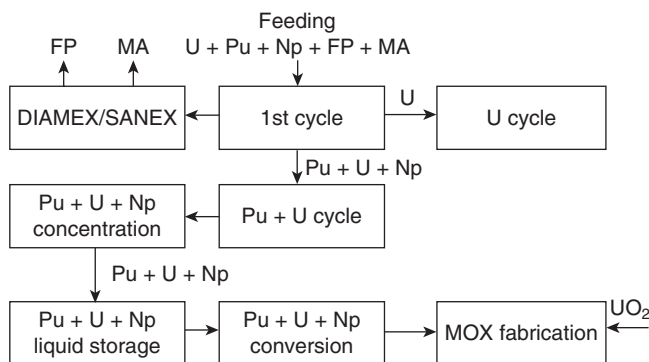 Feeding
U + Pu + Np + FP + MA
FP
MA
DIAMEX/SANEX
1st cycle
U
U cycle
Pu + U + Np
Pu + U + Np
concentration
Pu + U cycle
Pu + U + Np
Pu + U + Np
liquid storage
Pu + U + Np
conversion
MOX fabrication
UO₂